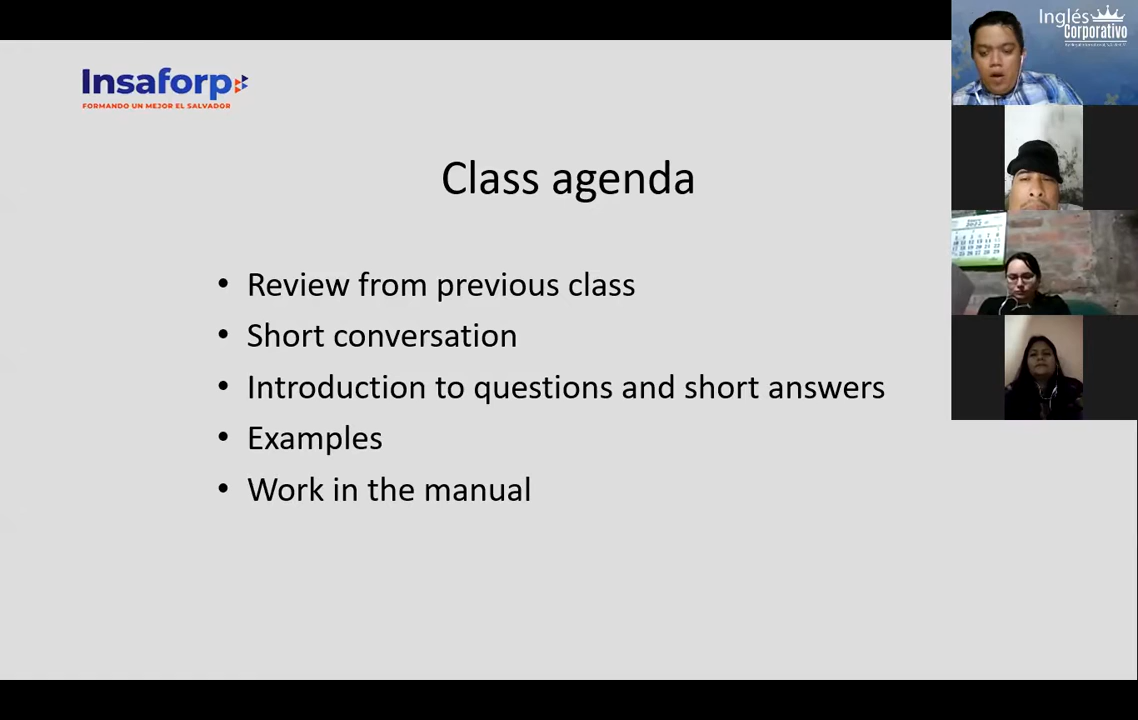 Insaforp
FORMANDO UN MEJOR EL SALVADOR
Class agenda
• Review from previous class
• Short conversation
• Introduction to questions and short answers
• Examples
• Work in the manual
Inglés
Corporativo